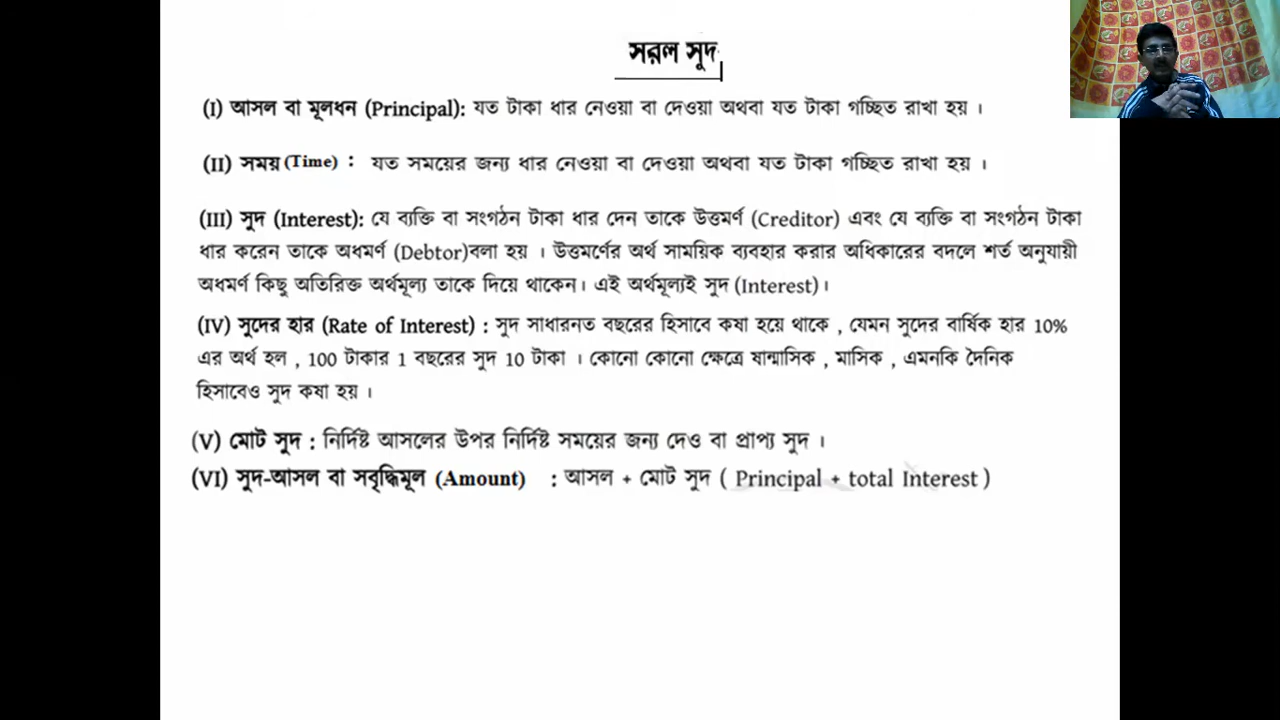 সরল সুদ
(I) আসল বা মূলধন (Principal): যত টাকা ধার নেওয়া বা দেওয়া অথবা যত টাকা গচ্ছিত রাখা হয় ।
(II) সময় (Time) : যত সময়ের জন্য ধার নেওয়া বা দেওয়া অথবা যত টাকা গচ্ছিত রাখা হয় ।
(III) সুদ (Interest): যে ব্যক্তি বা সংগঠন টাকা ধার দেন তাকে উত্তমর্ণ (Creditor) এবং যে ব্যক্তি বা সংগঠন টাকা
ধার করেন তাকে অধমর্ণ (Debtor)বলা হয় । উত্তমর্ণের অর্থ সাময়িক ব্যবহার করার অধিকারের বদলে শর্ত অনুযায়ী
অধমর্ণ কিছু অতিরিক্ত অর্থমূল্য তাকে দিয়ে থাকেন। এই অর্থমূল্যই সুদ (Interest)।
(IV) সুদের হার (Rate of Interest) : সুদ সাধারনত বছরের হিসাবে কষা হয়ে থাকে , যেমন সুদের বার্ষিক হার 10%
এর অর্থ হল , 100 টাকার 1 বছরের সুদ 10 টাকা । কোনো কোনো ক্ষেত্রে ষান্মাসিক , মাসিক , এমনকি দৈনিক
হিসাবেও সুদ কষা হয় ।
(V) মোট সুদ : নির্দিষ্ট আসলের উপর নির্দিষ্ট সময়ের জন্য দেও বা প্রাপ্য সুদ ।
(VI) সুদ-আসল বা সবৃদ্ধিমূল (Amount) : আসল + মোট সুদ ( Principal + total Interest )